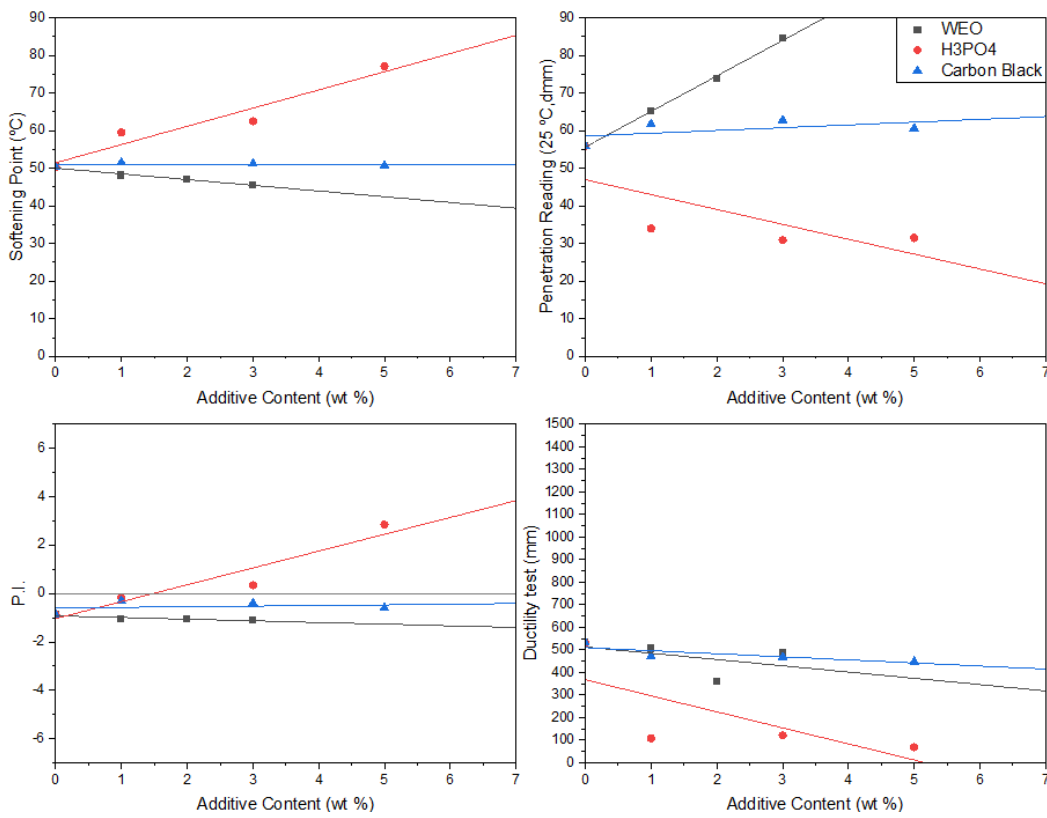 90
80
70
60
50
40
30
20
10
0
Softening Point (ºC)
0 1 2 3 4 5 6 7
Additive Content (wt %)
90
80
70
60
50
40
30
20
10
0
Penetration Reading (25 ºC,dmm)
WEO
H3PO4
Carbon Black
0 1 2 3 4 5 6 7
Additive Content (wt %)
6
4
2
0
-2
-4
-6
P.I.
0 1 2 3 4 5 6 7
Additive Content (wt %)
1500
1400
1300
1200
1100
1000
900
800
700
600
500
400
300
200
100
0
Ductility test (mm)
0 1 2 3 4 5 6 7
Additive Content (wt %)